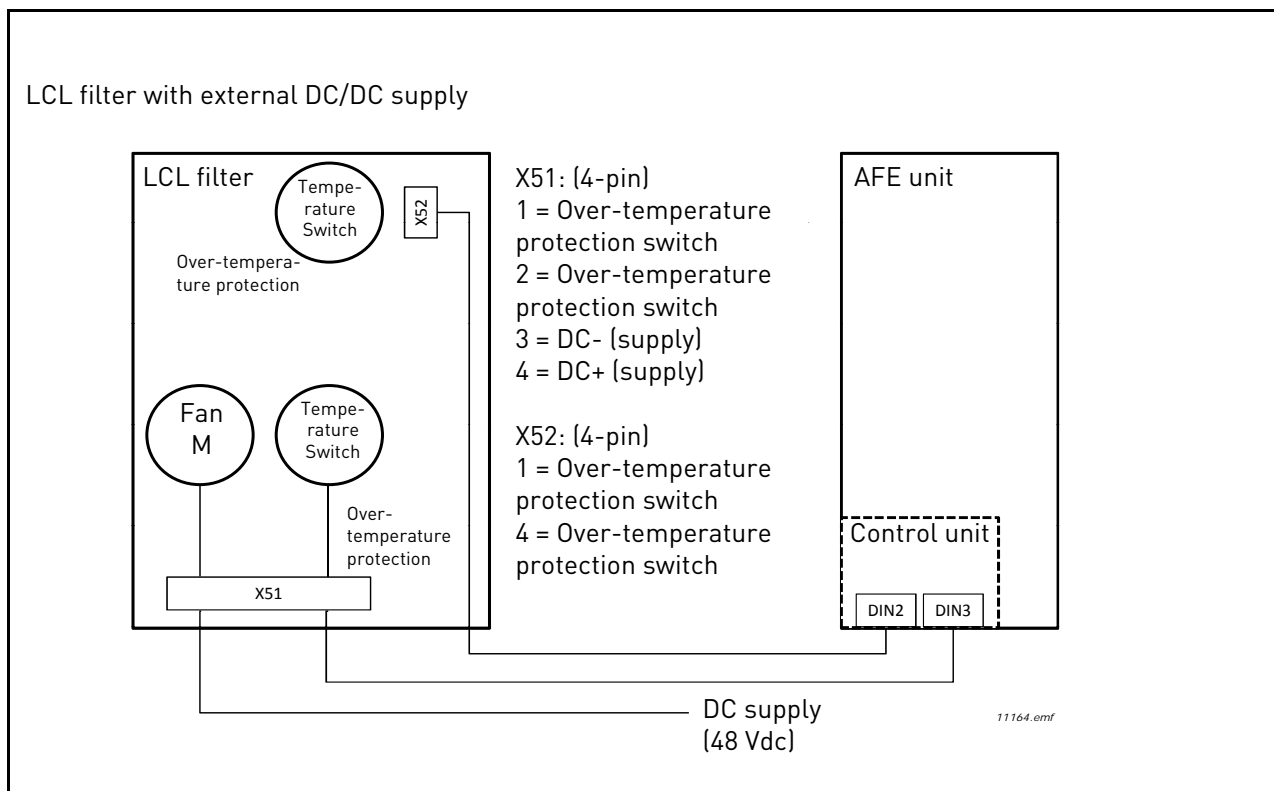 LCL filter with external DC/DC supply
LCL filter
Tempe-
rature
Switch
X52
Over-tempera-
ture protection
Fan
M
Tempe-
rature
Switch
Over-
temperature
protection
X51
X51: (4-pin)
1 = Over-temperature
protection switch
2 = Over-temperature
protection switch
3 = DC- (supply)
4 = DC+ (supply)
X52: (4-pin)
1 = Over-temperature
protection switch
4 = Over-temperature
protection switch
AFE unit
Control unit
DIN2
DIN3
DC supply
(48 Vdc)
11164.emf